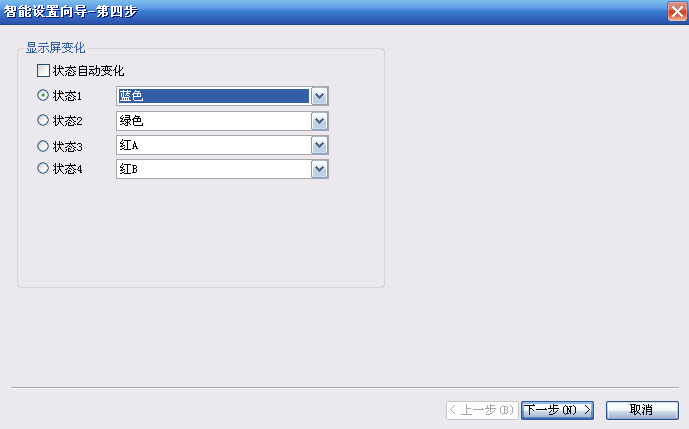 智能设置向导-第四步
显示屏变化
状态自动变化
状态1 蓝色
状态2 绿色
状态3 红A
状态4 红B
< 上一步(B) 下一步(N) > 取消